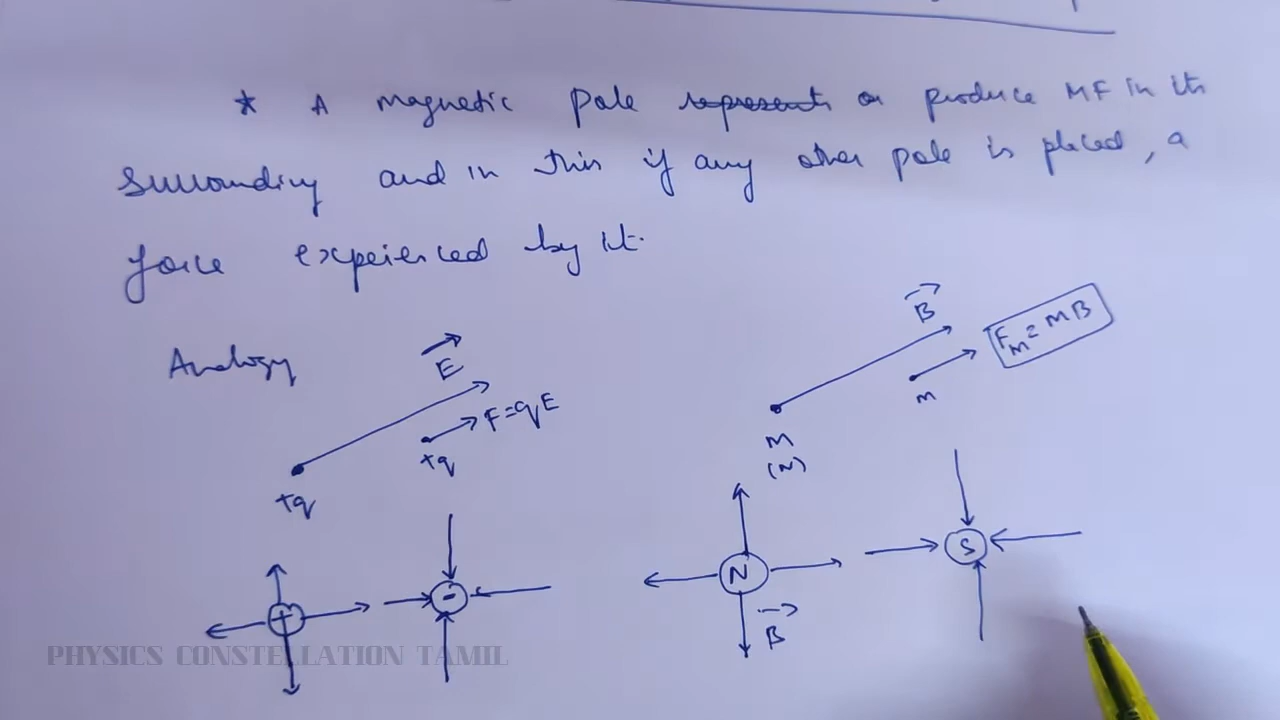 * A magnetic pole represents or produce MF in its
surrounding and in this if any other pole is placed, a
force experienced by it.
Analogy
E
F=qE
+q
+q
B
F_M = MB
m
M
(N)
+
-
N
B
S
PHYSICS CONSTELLATION TAMIL